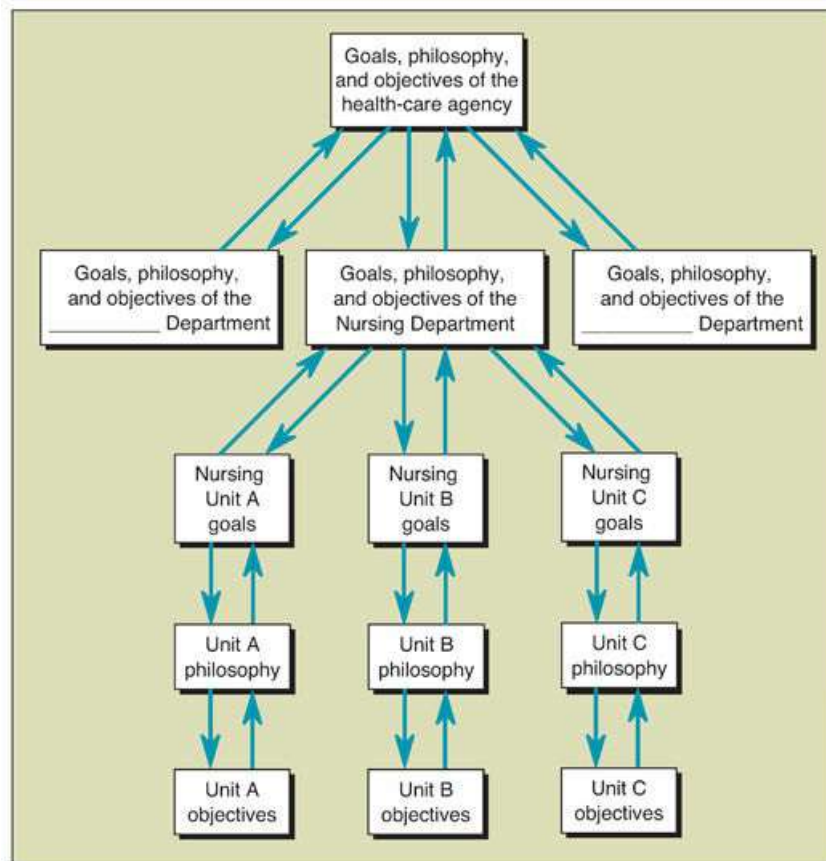 Goals, philosophy,
and objectives of the
health-care agency
Goals, philosophy,
and objectives of the
____________ Department
Goals, philosophy,
and objectives of the
Nursing Department
Goals, philosophy,
and objectives of the
____________ Department
Nursing
Unit A
goals
Nursing
Unit B
goals
Nursing
Unit C
goals
Unit A
philosophy
Unit B
philosophy
Unit C
philosophy
Unit A
objectives
Unit B
objectives
Unit C
objectives